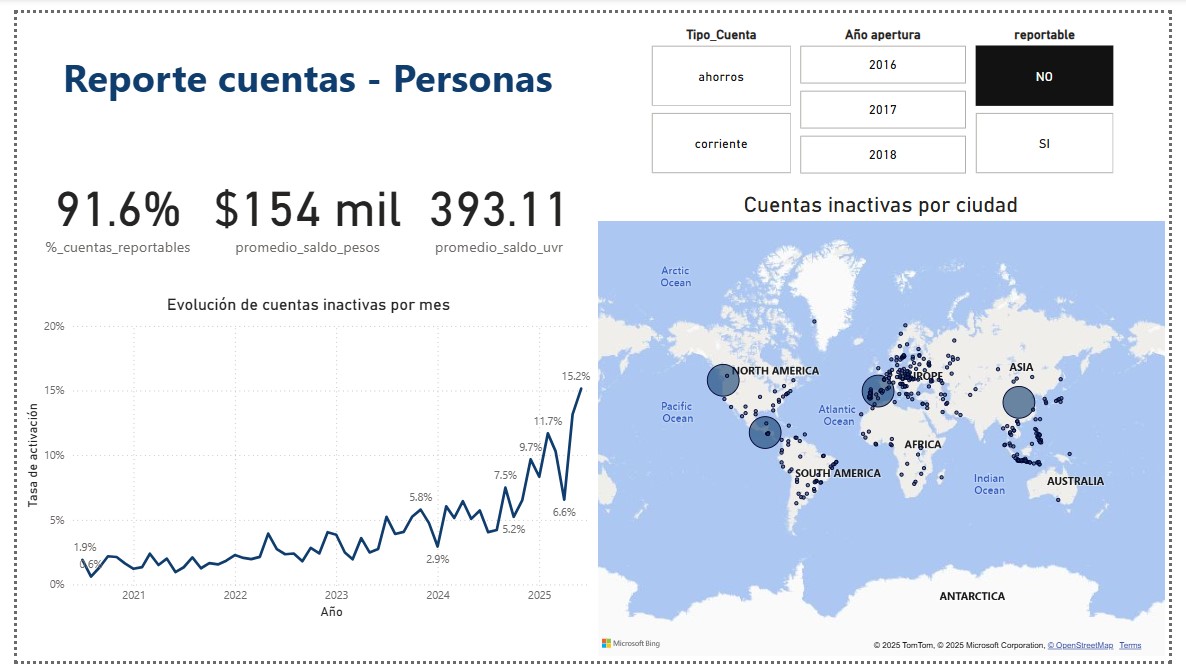 Reporte cuentas - Personas
Tipo_Cuenta
ahorros
corriente
Año apertura
2016
2017
2018
reportable
NO
SI
91.6%
%_cuentas_reportables
$154 mil
promedio_saldo_pesos
393.11
promedio_saldo_uvr
Evolución de cuentas inactivas por mes
Tasa de activación
20%
15%
10%
5%
0%
1.9%
0.6%
5.8%
2.9%
7.5%
5.2%
9.7%
11.7%
6.6%
15.2%
2021
2022
2023
2024
2025
Año
Cuentas inactivas por ciudad
Arctic
Ocean
NORTH AMERICA
EUROPE
ASIA
Pacific
Ocean
Atlantic
Ocean
AFRICA
SOUTH AMERICA
Indian
Ocean
AUSTRALIA
ANTARCTICA
Microsoft Bing
© 2025 TomTom, © 2025 Microsoft Corporation, © OpenStreetMap Terms